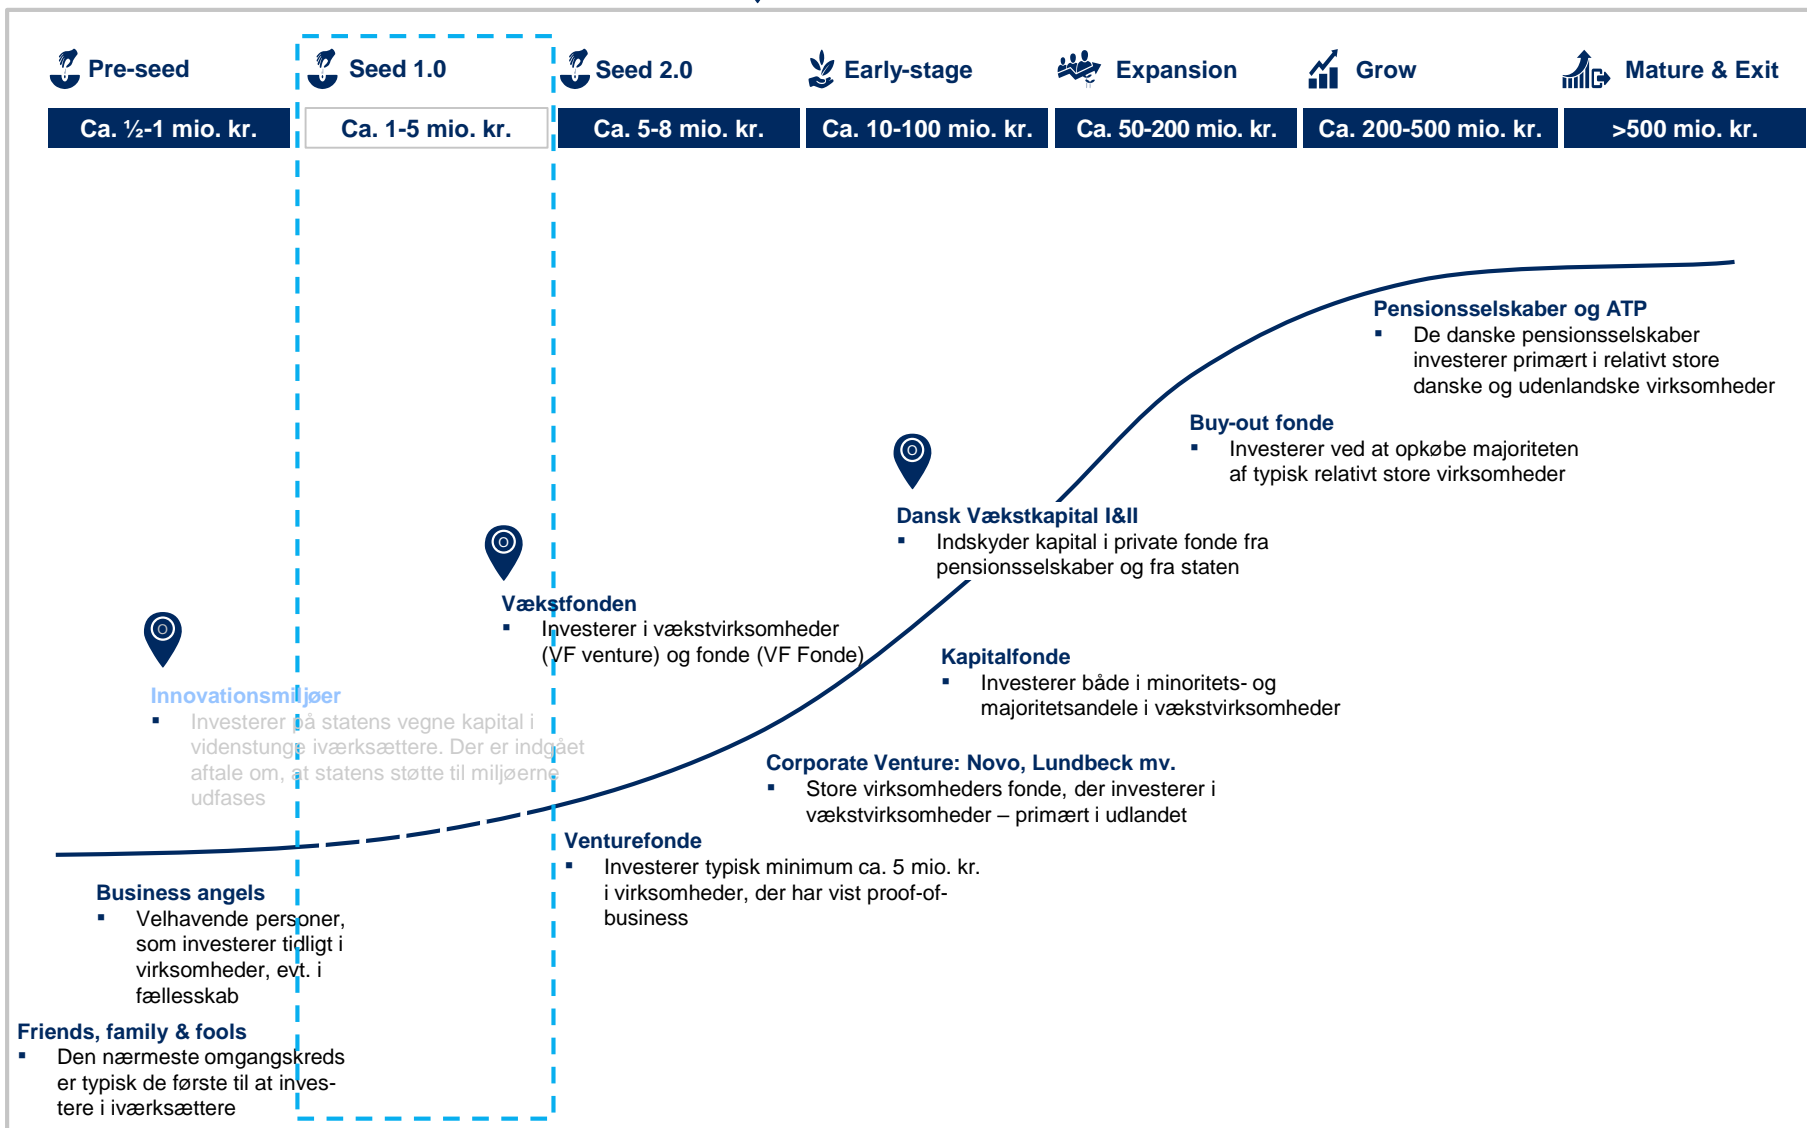 Pre-seed
Seed 1.0
Seed 2.0
Early-stage
Expansion
Grow
Mature & Exit
Ca. ½-1 mio. kr.
Ca. 1-5 mio. kr.
Ca. 5-8 mio. kr.
Ca. 10-100 mio. kr.
Ca. 50-200 mio. kr.
Ca. 200-500 mio. kr.
>500 mio. kr.
Pensionsselskaber og ATP
▪ De danske pensionsselskaber
investerer primært i relativt store
danske og udenlandske virksomheder
Buy-out fonde
▪ Investerer ved at opkøbe majoriteten
af typisk relativt store virksomheder
Dansk Vækstkapital I&II
▪ Indskyder kapital i private fonde fra
pensionsselskaber og fra staten
Vækstfonden
▪ Investerer i vækstvirksomheder
(VF venture) og fonde (VF Fonde)
Kapitalfonde
▪ Investerer både i minoritets- og
majoritetsandele i vækstvirksomheder
Innovationsmiljøer
▪ Investerer på statens vegne kapital i
videnstunge iværksættere. Der er indgået
aftale om, at statens støtte til miljøerne
udfases
Corporate Venture: Novo, Lundbeck mv.
▪ Store virksomheders fonde, der investerer i
vækstvirksomheder – primært i udlandet
Venturefonde
▪ Investerer typisk minimum ca. 5 mio. kr.
i virksomheder, der har vist proof-of-
business
Business angels
▪ Velhavende personer,
som investerer tidligt i
virksomheder, evt. i
fællesskab
Friends, family & fools
▪ Den nærmeste omgangskreds
er typisk de første til at inves-
tere i iværksættere